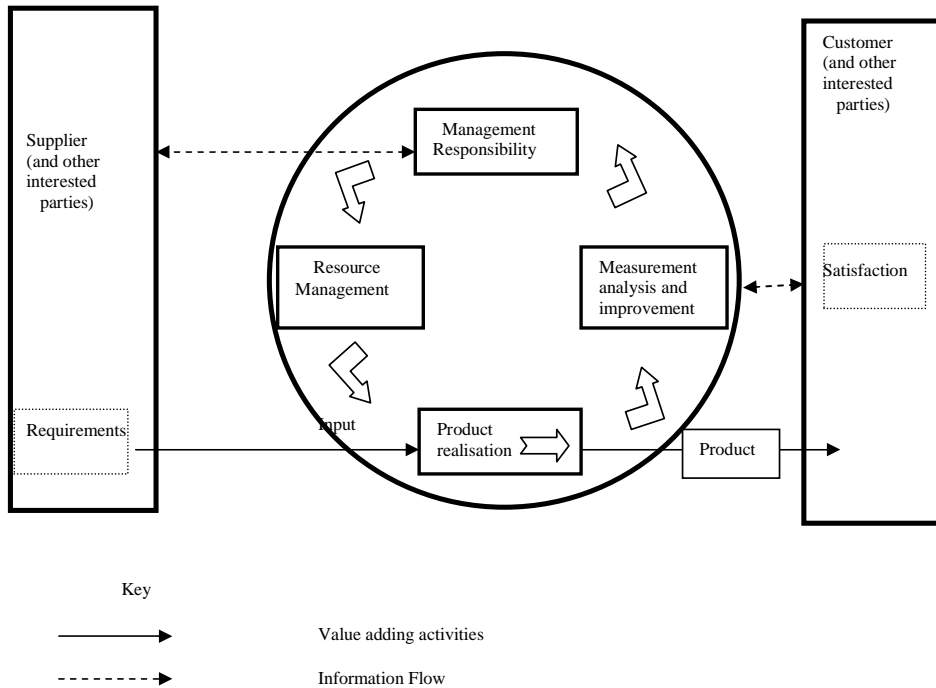 Supplier
(and other
interested
parties)
Requirements
Management
Responsibility
Resource
Management
Measurement
analysis and
improvement
Input
Product
realisation
Product
Customer
(and other
interested
parties)
Satisfaction
Key
Value adding activities
Information Flow